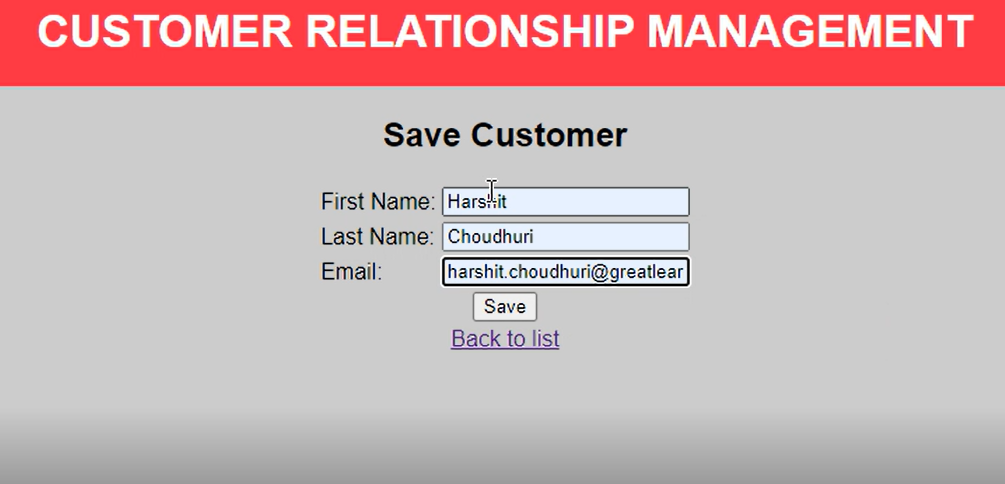 CUSTOMER RELATIONSHIP MANAGEMENT
Save Customer
First Name: Harshit
Last Name: Choudhuri
Email: harshit.choudhuri@greatlear
Save
Back to list